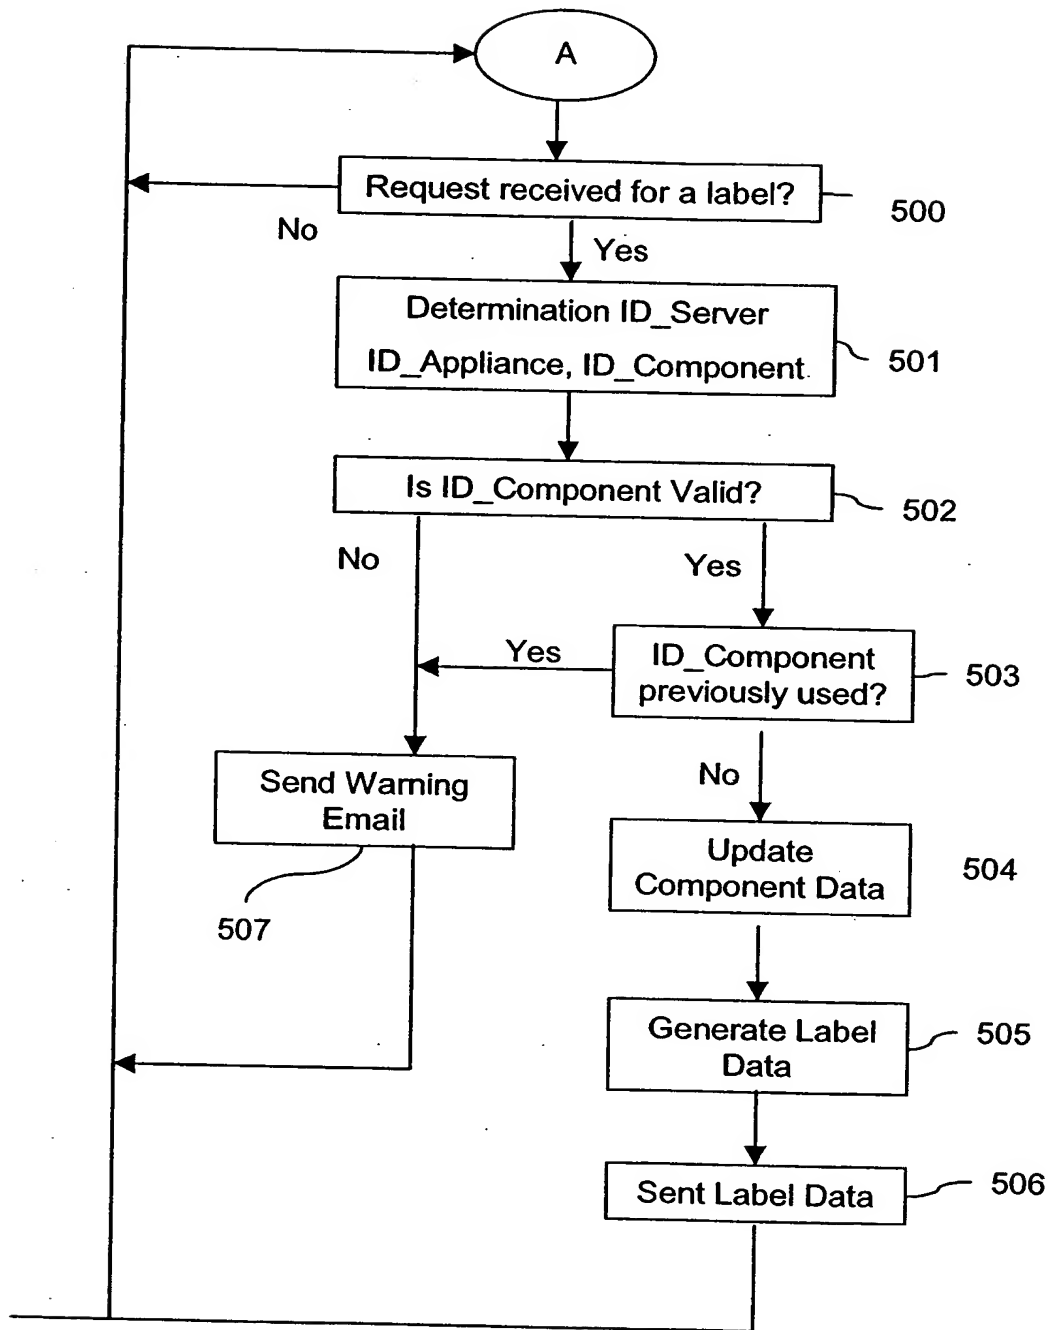 A
Request received for a label?
500
No
Yes
Determination ID_Server
ID_Appliance, ID_Component
501
Is ID_Component Valid?
502
No
Yes
Yes
ID_Component
previously used?
503
No
Send Warning
Email
507
Update
Component Data
504
Generate Label
Data
505
Sent Label Data
506